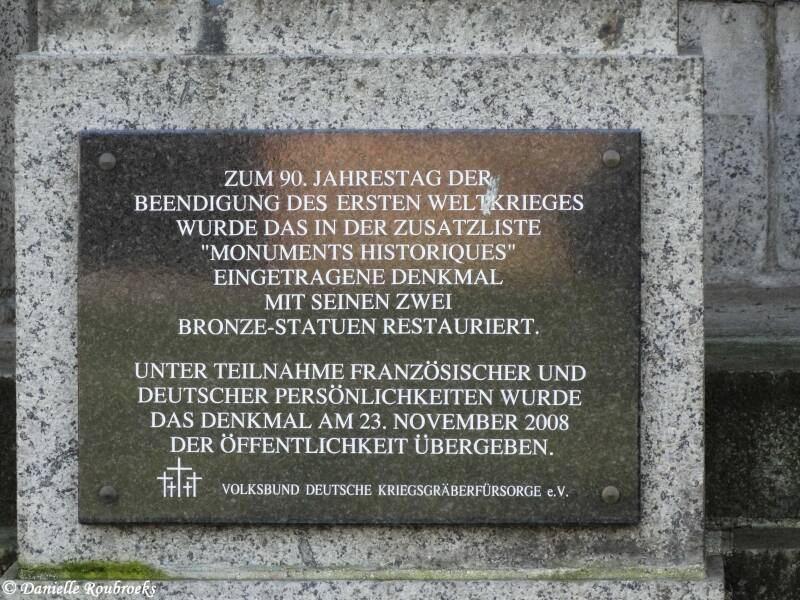 ZUM 90. JAHRESTAG DER
BEENDIGUNG DES ERSTEN WELTKRIEGES
WURDE DAS IN DER ZUSATZLISTE
"MONUMENTS HISTORIQUES"
EINGETRAGENE DENKMAL
MIT SEINEN ZWEI
BRONZE-STATUEN RESTAURIERT.
UNTER TEILNAHME FRANZÖSISCHER UND
DEUTSCHER PERSÖNLICHKEITEN WURDE
DAS DENKMAL AM 23. NOVEMBER 2008
DER ÖFFENTLICHKEIT ÜBERGEBEN.
VOLKSBUND DEUTSCHE KRIEGSGRÄBERFÜRSORGE e.V.
© Danielle Roubroeks